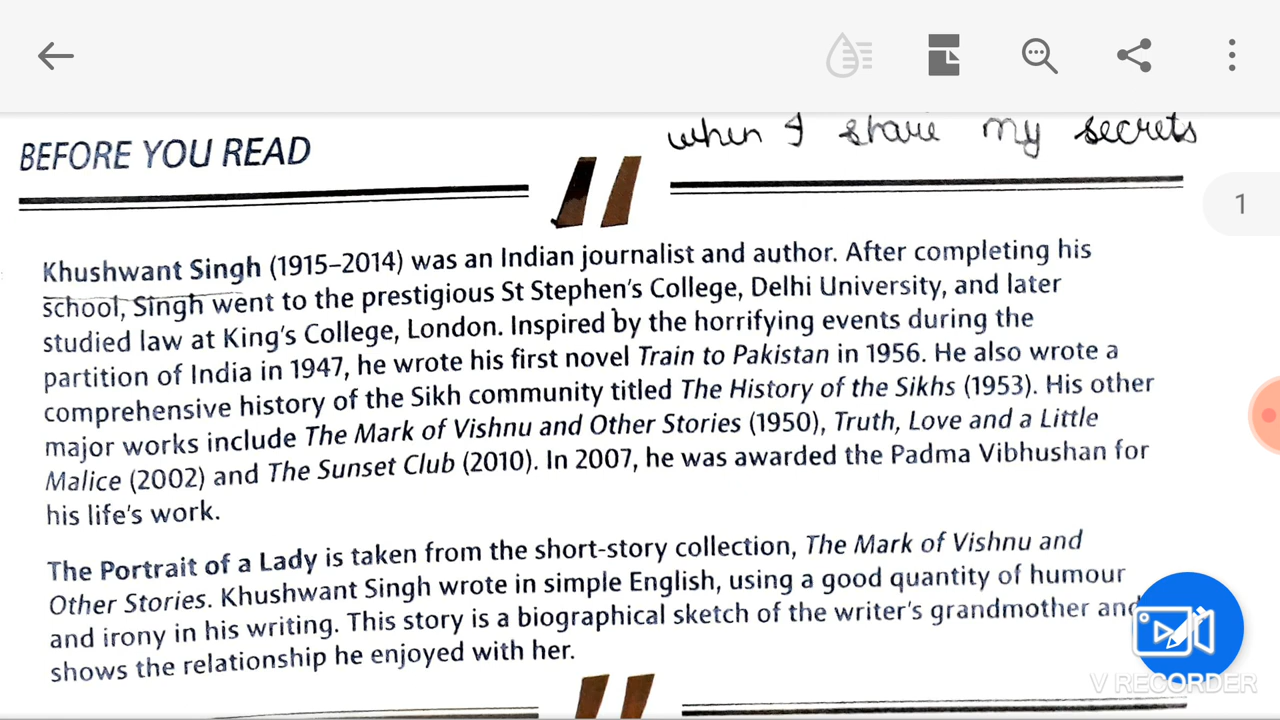 when I share my secrets
BEFORE YOU READ
1
Khushwant Singh (1915–2014) was an Indian journalist and author. After completing his
school, Singh went to the prestigious St Stephen's College, Delhi University, and later
studied law at King's College, London. Inspired by the horrifying events during the
partition of India in 1947, he wrote his first novel Train to Pakistan in 1956. He also wrote a
comprehensive history of the Sikh community titled The History of the Sikhs (1953). His other
major works include The Mark of Vishnu and Other Stories (1950), Truth, Love and a Little
Malice (2002) and The Sunset Club (2010). In 2007, he was awarded the Padma Vibhushan for
his life's work.
The Portrait of a Lady is taken from the short-story collection, The Mark of Vishnu and
Other Stories. Khushwant Singh wrote in simple English, using a good quantity of humour
and irony in his writing. This story is a biographical sketch of the writer's grandmother and
shows the relationship he enjoyed with her.
V RECORDER